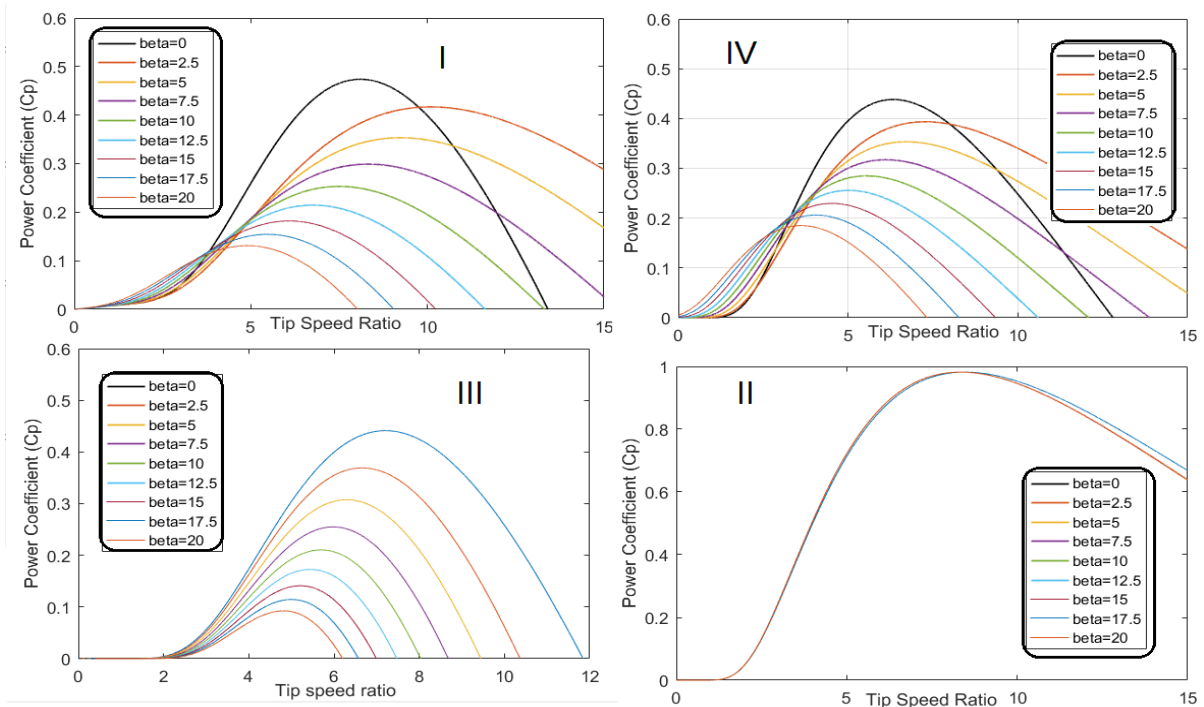 I
0.6
0.5
0.4
0.3
0.2
0.1
0
Power Coefficient (Cp)
beta=0
beta=2.5
beta=5
beta=7.5
beta=10
beta=12.5
beta=15
beta=17.5
beta=20
0
5
10
15
Tip Speed Ratio
IV
0.6
0.5
0.4
0.3
0.2
0.1
0
Power Coefficient (Cp)
beta=0
beta=2.5
beta=5
beta=7.5
beta=10
beta=12.5
beta=15
beta=17.5
beta=20
0
5
10
15
Tip Speed Ratio
III
0.6
0.5
0.4
0.3
0.2
0.1
0
Power Coefficient (Cp)
beta=0
beta=2.5
beta=5
beta=7.5
beta=10
beta=12.5
beta=15
beta=17.5
beta=20
0
2
4
6
8
10
12
Tip speed ratio
II
1
0.8
0.6
0.4
0.2
0
Power Coefficient (Cp)
beta=0
beta=2.5
beta=5
beta=7.5
beta=10
beta=12.5
beta=15
beta=17.5
beta=20
0
5
10
15
Tip Speed Ratio